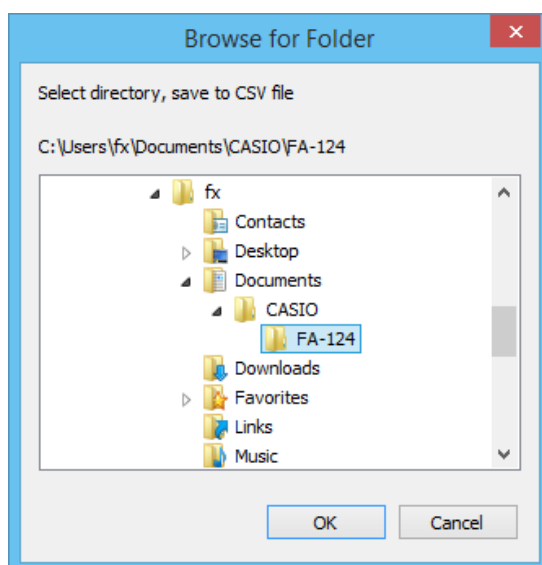 Browse for Folder
Select directory, save to CSV file
C:\Users\fx\Documents\CASIO\FA-124
fx
Contacts
Desktop
Documents
CASIO
FA-124
Downloads
Favorites
Links
Music
OK Cancel